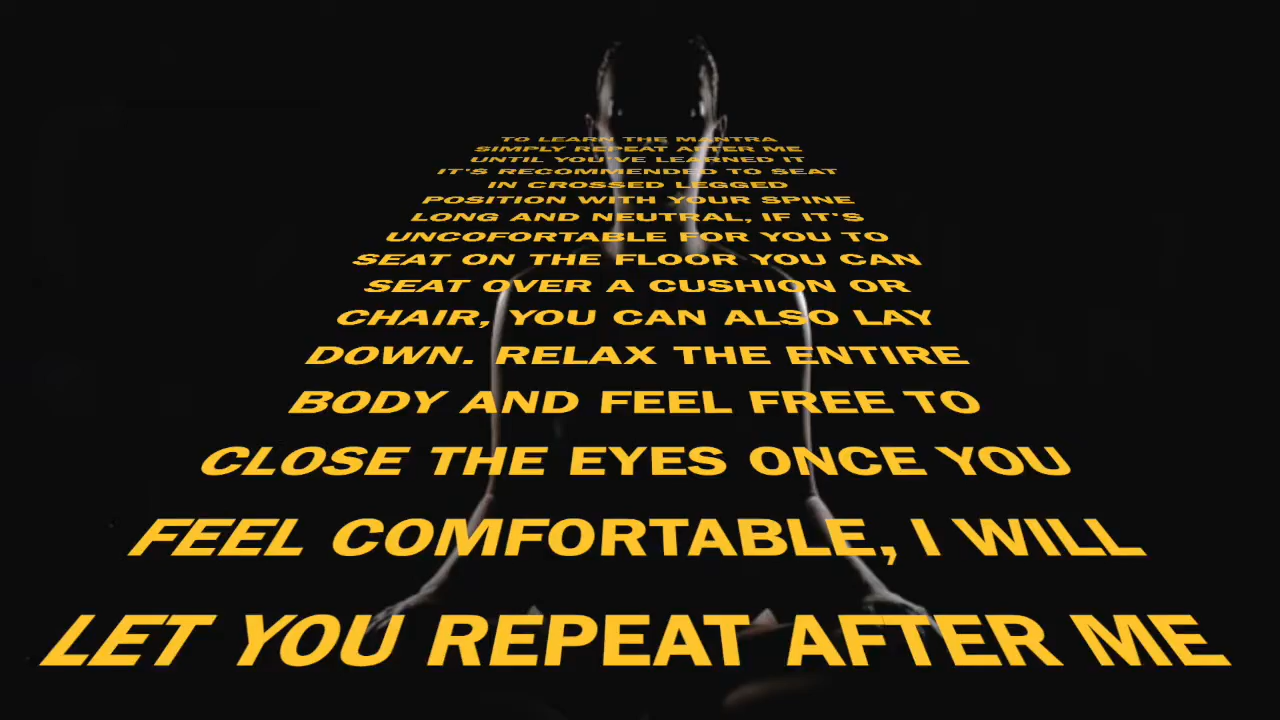 TO LEARN THE MANTRA
SIMPLY REPEAT AFTER ME
UNTIL YOU'VE LEARNED IT
IT'S RECOMMENDED TO SEAT
IN CROSSED LEGGED
POSITION WITH YOUR SPINE
LONG AND NEUTRAL, IF IT'S
UNCOFORTABLE FOR YOU TO
SEAT ON THE FLOOR YOU CAN
SEAT OVER A CUSHION OR
CHAIR, YOU CAN ALSO LAY
DOWN. RELAX THE ENTIRE
BODY AND FEEL FREE TO
CLOSE THE EYES ONCE YOU
FEEL COMFORTABLE, I WILL
LET YOU REPEAT AFTER ME